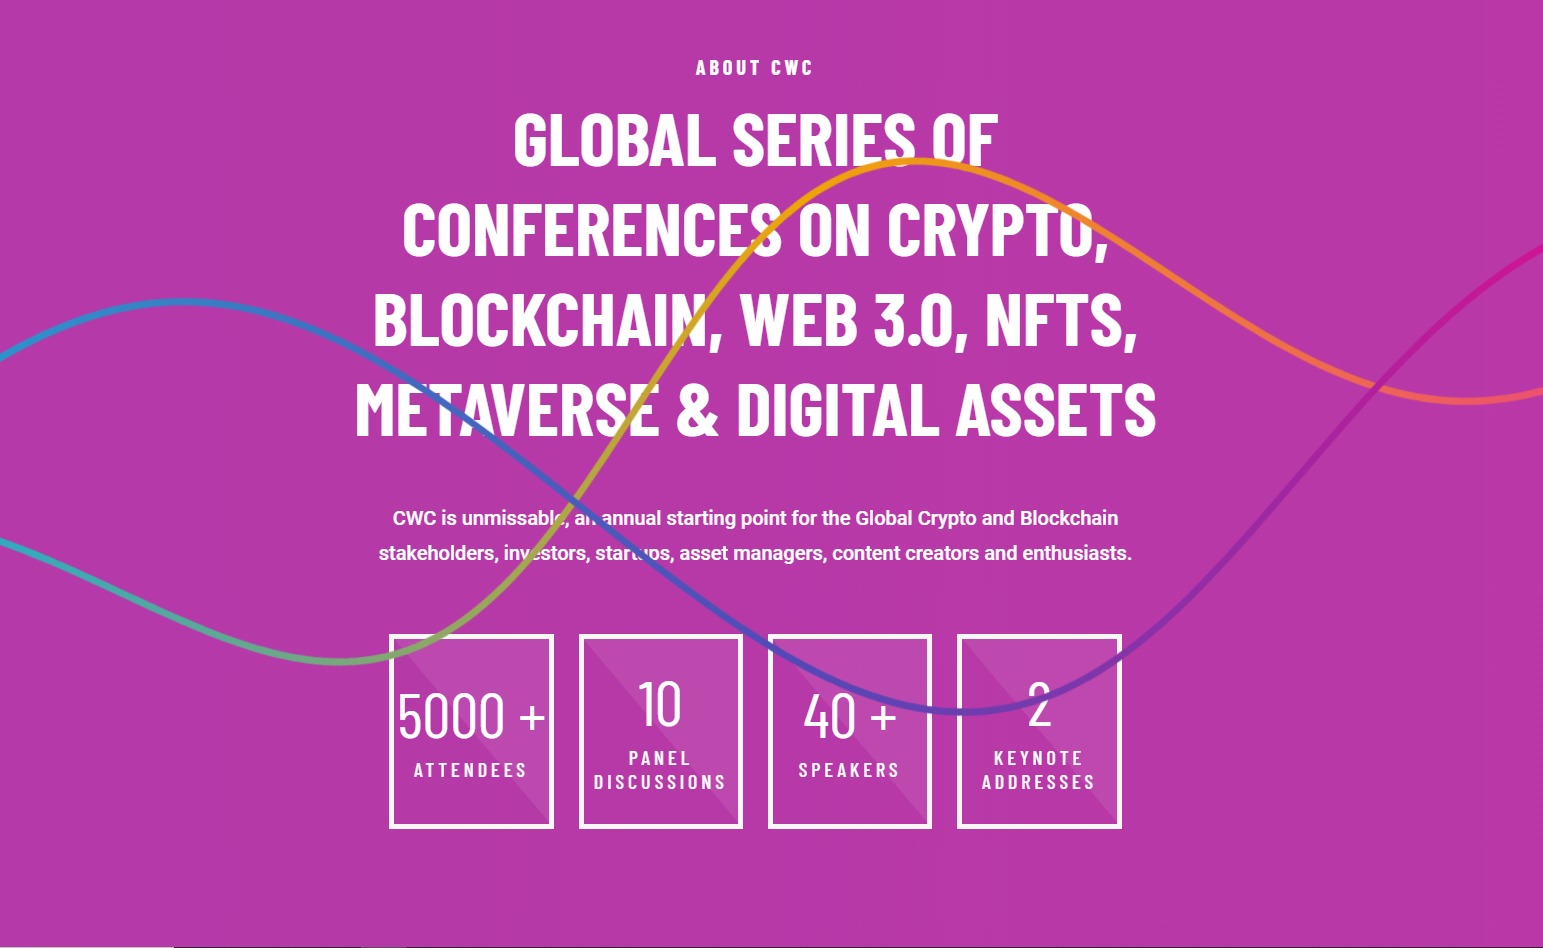 ABOUT CWC
GLOBAL SERIES OF
CONFERENCES ON CRYPTO,
BLOCKCHAIN, WEB 3.0, NFTS,
METAVERSE & DIGITAL ASSETS
CWC is unmissable, an annual starting point for the Global Crypto and Blockchain
stakeholders, investors, startups, asset managers, content creators and enthusiasts.
5000 +
ATTENDEES
10
PANEL
DISCUSSIONS
40 +
SPEAKERS
2
KEYNOTE
ADDRESSES